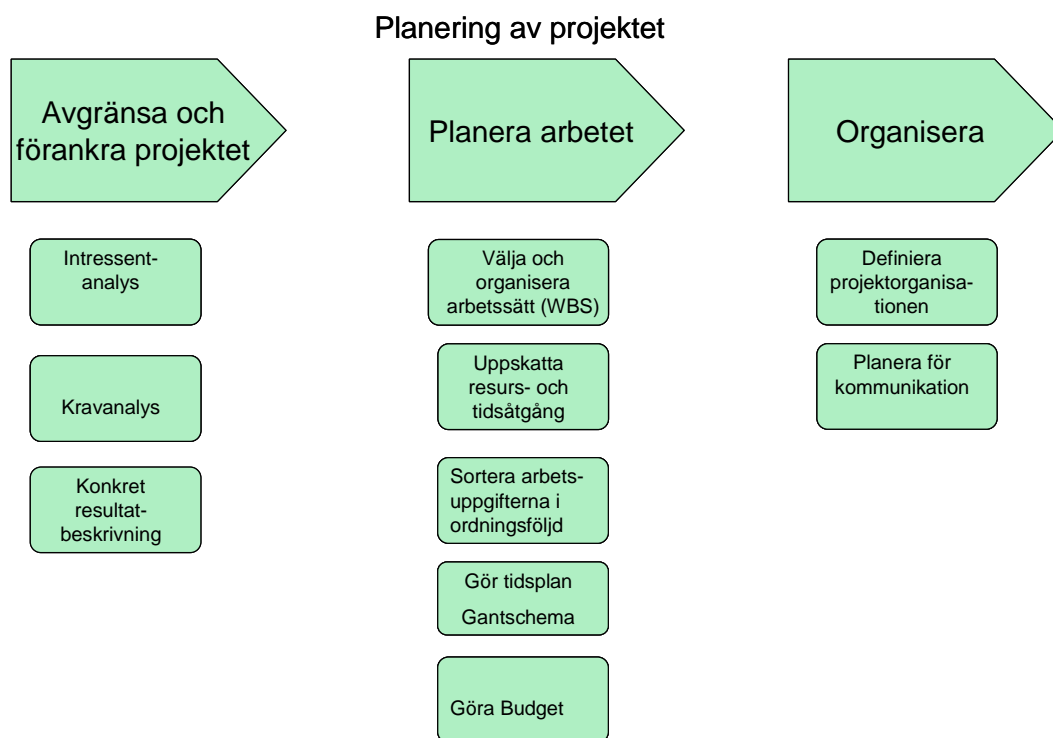 Planering av projektet
Avgränsa och
förankra projektet
Intressent-
analys
Kravanalys
Konkret
resultat-
beskrivning
Planera arbetet
Välja och
organisera
arbetssätt (WBS)
Uppskatta
resurs- och
tidsåtgång
Sortera arbets-
uppgifterna i
ordningsföljd
Gör tidsplan
Gantschema
Göra Budget
Organisera
Definiera
projektorganisa-
tionen
Planera för
kommunikation